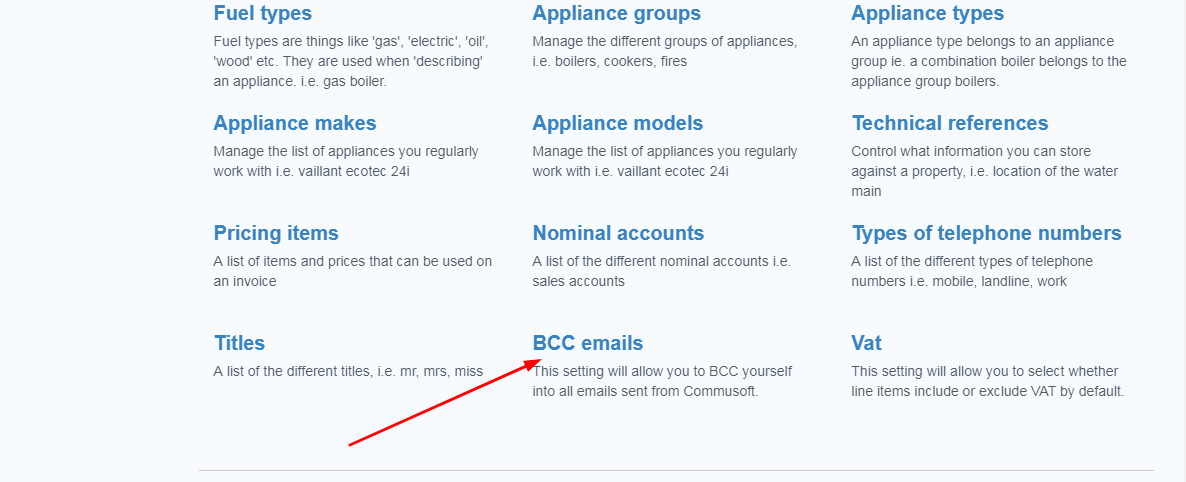 Fuel types
Fuel types are things like 'gas', 'electric', 'oil',
'wood' etc. They are used when 'describing'
an appliance. i.e. gas boiler.
Appliance groups
Manage the different groups of appliances,
i.e. boilers, cookers, fires
Appliance types
An appliance type belongs to an appliance
group ie. a combination boiler belongs to the
appliance group boilers.
Appliance makes
Manage the list of appliances you regularly
work with i.e. vaillant ecotec 24i
Appliance models
Manage the list of appliances you regularly
work with i.e. vaillant ecotec 24i
Technical references
Control what information you can store
against a property, i.e. location of the water
main
Pricing items
A list of items and prices that can be used on
an invoice
Nominal accounts
A list of the different nominal accounts i.e.
sales accounts
Types of telephone numbers
A list of the different types of telephone
numbers i.e. mobile, landline, work
Titles
A list of the different titles, i.e. mr, mrs, miss
BCC emails
This setting will allow you to BCC yourself
into all emails sent from Commusoft.
Vat
This setting will allow you to select whether
line items include or exclude VAT by default.